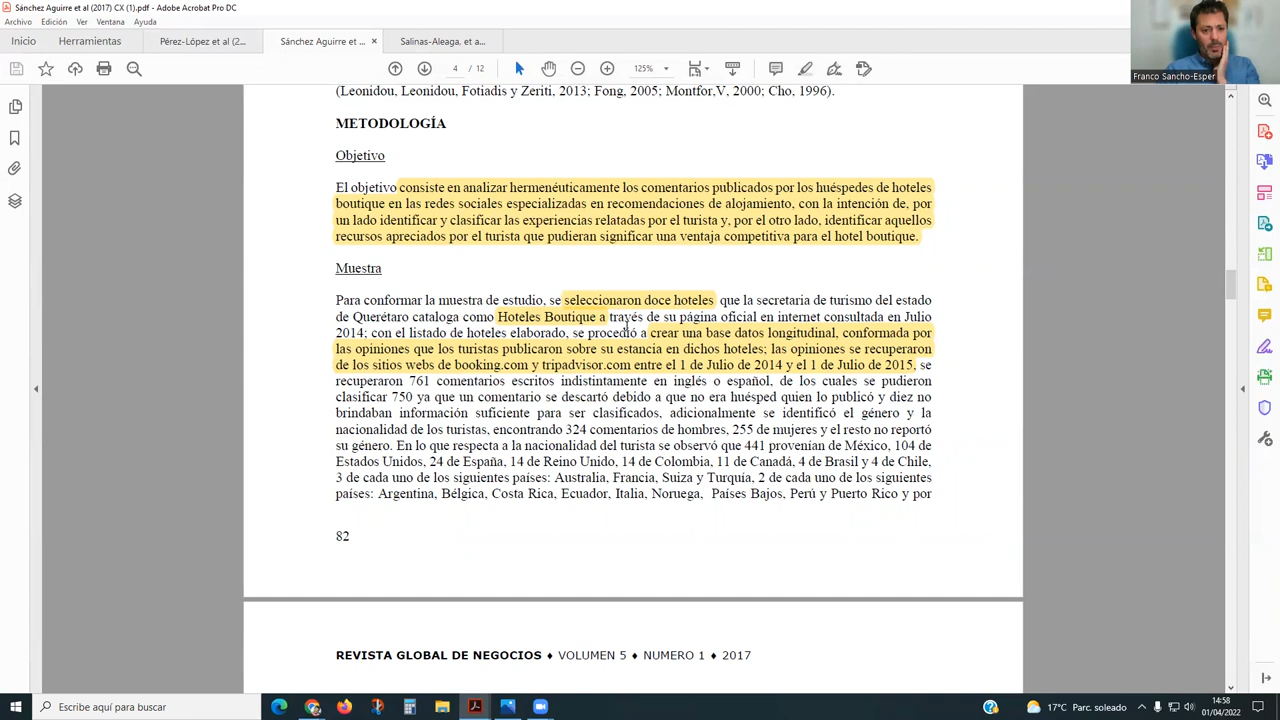 Sánchez Aguirre et al (2017) CX (1).pdf - Adobe Acrobat Pro DC
Archivo Edición Ver Ventana Ayuda
Inicio Herramientas Pérez-López et al (2... Sánchez Aguirre et ... × Salinas-Aleaga. et a...
4 / 12 125%
Franco Sancho-Esper
(Leonidou, Leonidou, Fotiadis y Zeriti, 2013; Fong, 2005; Montfor,V, 2000; Cho, 1996).
METODOLOGÍA
Objetivo
El objetivo consiste en analizar hermenéuticamente los comentarios publicados por los huéspedes de hoteles
boutique en las redes sociales especializadas en recomendaciones de alojamiento, con la intención de, por
un lado identificar y clasificar las experiencias relatadas por el turista y, por el otro lado, identificar aquellos
recursos apreciados por el turista que pudieran significar una ventaja competitiva para el hotel boutique.
Muestra
Para conformar la muestra de estudio, se seleccionaron doce hoteles que la secretaria de turismo del estado
de Querétaro cataloga como Hoteles Boutique a través de su página oficial en internet consultada en Julio
2014; con el listado de hoteles elaborado, se procedió a crear una base datos longitudinal, conformada por
las opiniones que los turistas publicaron sobre su estancia en dichos hoteles; las opiniones se recuperaron
de los sitios webs de booking.com y tripadvisor.com entre el 1 de Julio de 2014 y el 1 de Julio de 2015, se
recuperaron 761 comentarios escritos indistintamente en inglés o español, de los cuales se pudieron
clasificar 750 ya que un comentario se descartó debido a que no era huésped quien lo publicó y diez no
brindaban información suficiente para ser clasificados, adicionalmente se identificó el género y la
nacionalidad de los turistas, encontrando 324 comentarios de hombres, 255 de mujeres y el resto no reportó
su género. En lo que respecta a la nacionalidad del turista se observó que 441 provenían de México, 104 de
Estados Unidos, 24 de España, 14 de Reino Unido, 14 de Colombia, 11 de Canadá, 4 de Brasil y 4 de Chile,
3 de cada uno de los siguientes países: Australia, Francia, Suiza y Turquía, 2 de cada uno de los siguientes
países: Argentina, Bélgica, Costa Rica, Ecuador, Italia, Noruega, Países Bajos, Perú y Puerto Rico y por
82
REVISTA GLOBAL DE NEGOCIOS ♦ VOLUMEN 5 ♦ NUMERO 1 ♦ 2017
Escribe aquí para buscar
17°C Parc. soleado
14:58
01/04/2022